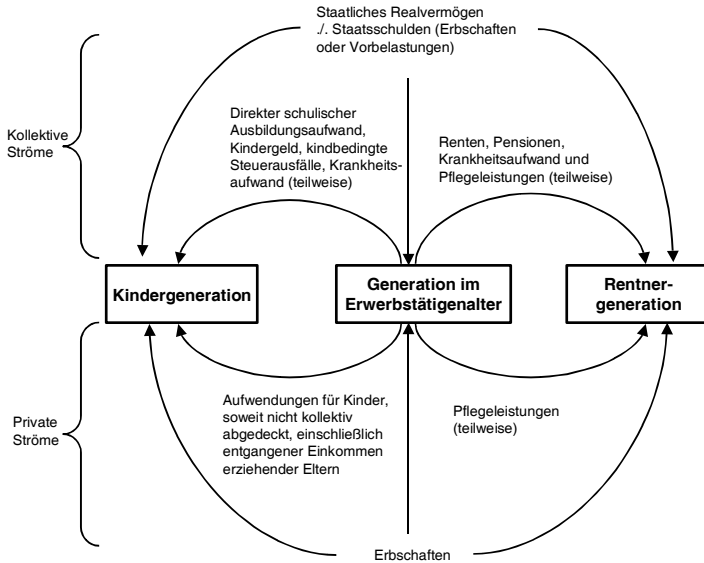 Staatliches Realvermögen
./. Staatsschulden (Erbschaften
oder Vorbelastungen)
Kollektive
Ströme
Direkter schulischer
Ausbildungsaufwand,
Kindergeld, kindbedingte
Steuerausfälle, Krankheits-
aufwand (teilweise)
Renten, Pensionen,
Krankheitsaufwand und
Pflegeleistungen (teilweise)
Kindergeneration
Generation im
Erwerbstätigenalter
Rentner-
generation
Private
Ströme
Aufwendungen für Kinder,
soweit nicht kollektiv
abgedeckt, einschließlich
entgangener Einkommen
erziehender Eltern
Pflegeleistungen
(teilweise)
Erbschaften